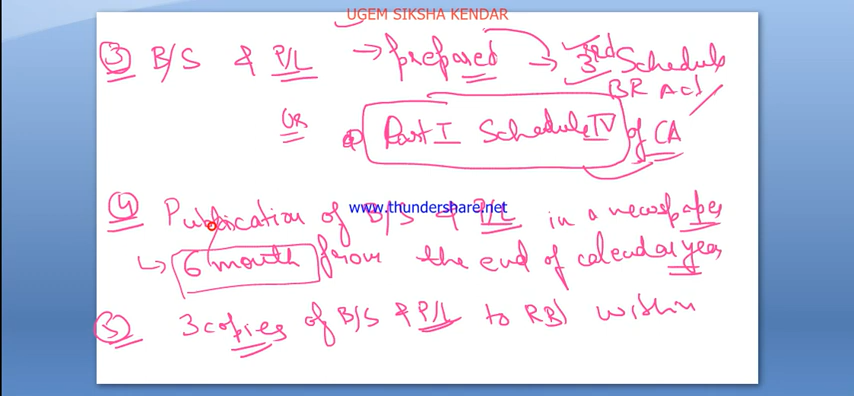 UGEM SIKSHA KENDAR
③ B/S & P/L → prepared → 3rd Schedule
BR Act
OR
Part I Schedule IV of CA
www.thundershare.net
④ Publication of B/S & P/L in a newspaper
↳ 6 month from the end of calendar year
⑤ 3 copies of B/S & P/L to RBI within